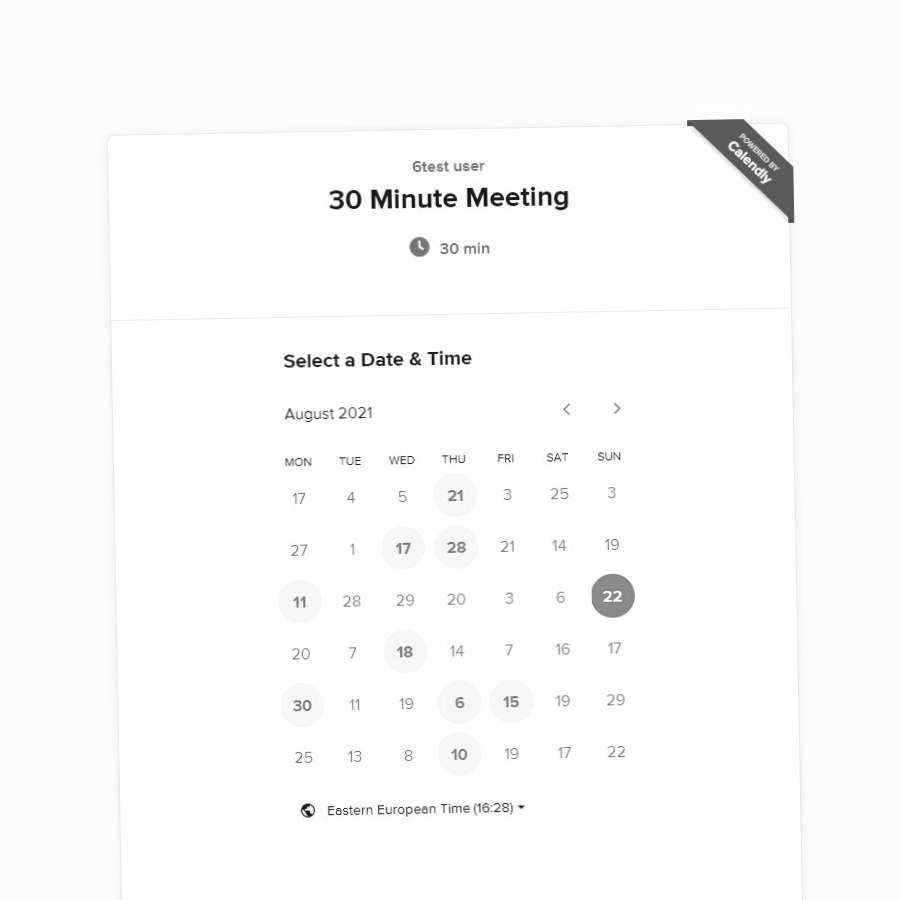 POWERED BY
Calendly
6test user
30 Minute Meeting
30 min
Select a Date & Time
August 2021
MON TUE WED THU FRI SAT SUN
17 4 5 21 3 25 3
27 1 17 28 21 14 19
11 28 29 20 3 6 22
20 7 18 14 7 16 17
30 11 19 6 15 19 29
25 13 8 10 19 17 22
Eastern European Time (16:28)